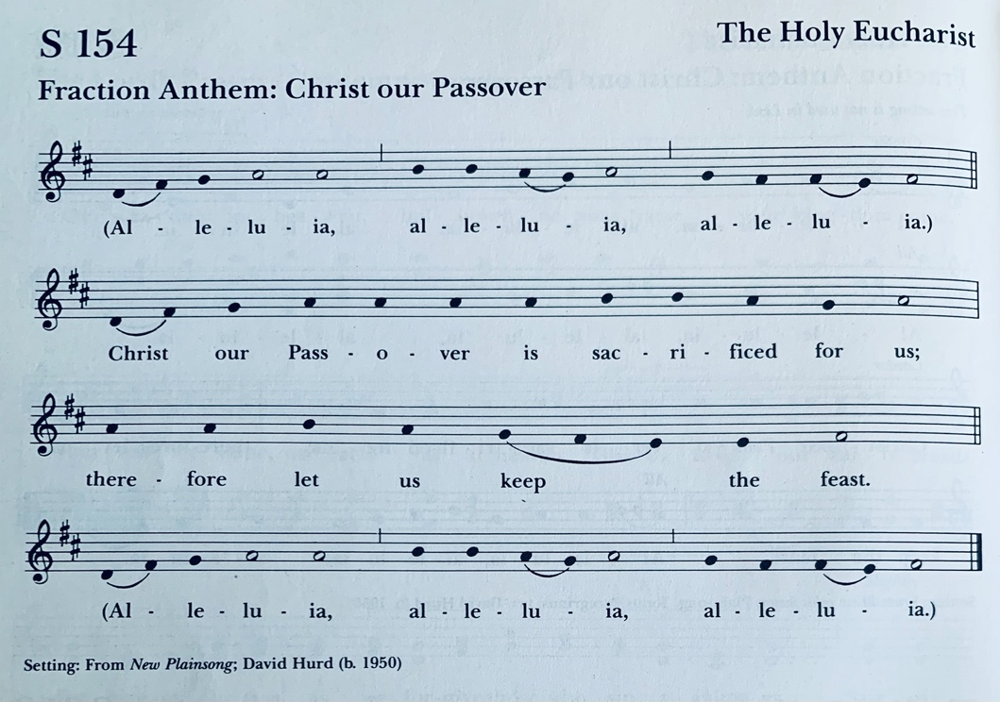 S 154
The Holy Eucharist
Fraction Anthem: Christ our Passover
(Al - le - lu - ia, al - le - lu - ia, al - le - lu - ia.)
Christ our Pass - o - ver is sac - ri - ficed for us;
there - fore let us keep the feast.
(Al - le - lu - ia, al - le - lu - ia, al - le - lu - ia.)
Setting: From New Plainsong; David Hurd (b. 1950)